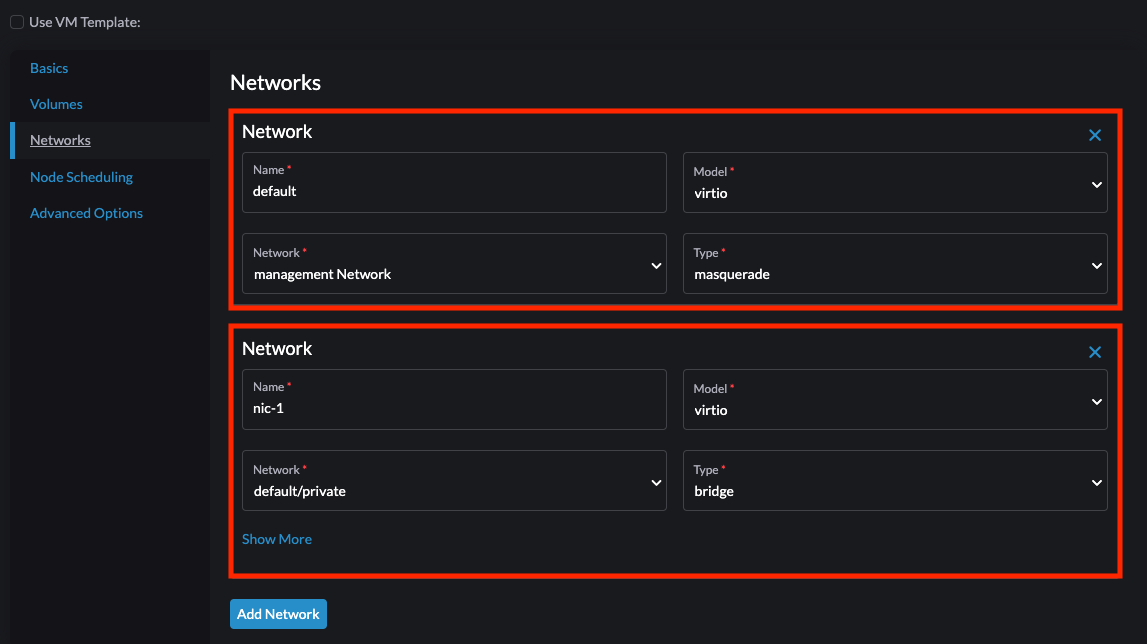 Use VM Template:
Basics
Volumes
Networks
Node Scheduling
Advanced Options
Networks
Network
Name *
default
Model *
virtio
Network *
management Network
Type *
masquerade
Network
Name *
nic-1
Model *
virtio
Network *
default/private
Type *
bridge
Show More
Add Network